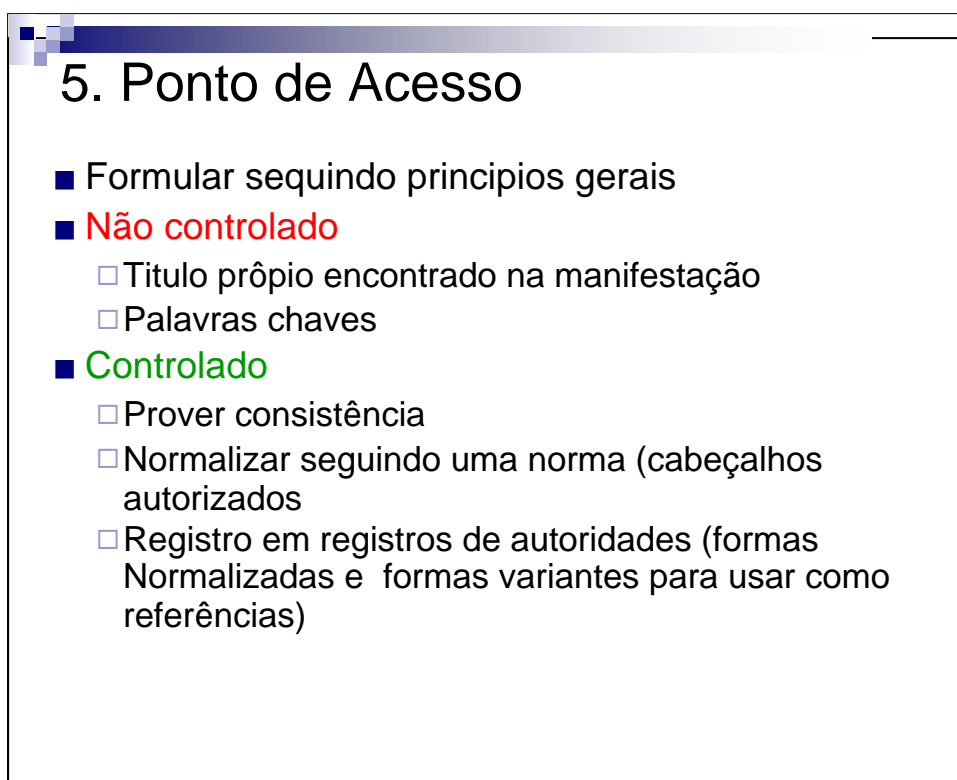 5. Ponto de Acesso
Formular sequindo principios gerais
Não controlado
Titulo prôpio encontrado na manifestação
Palavras chaves
Controlado
Prover consistência
Normalizar seguindo uma norma (cabeçalhos
autorizados
Registro em registros de autoridades (formas
Normalizadas e formas variantes para usar como
referências)